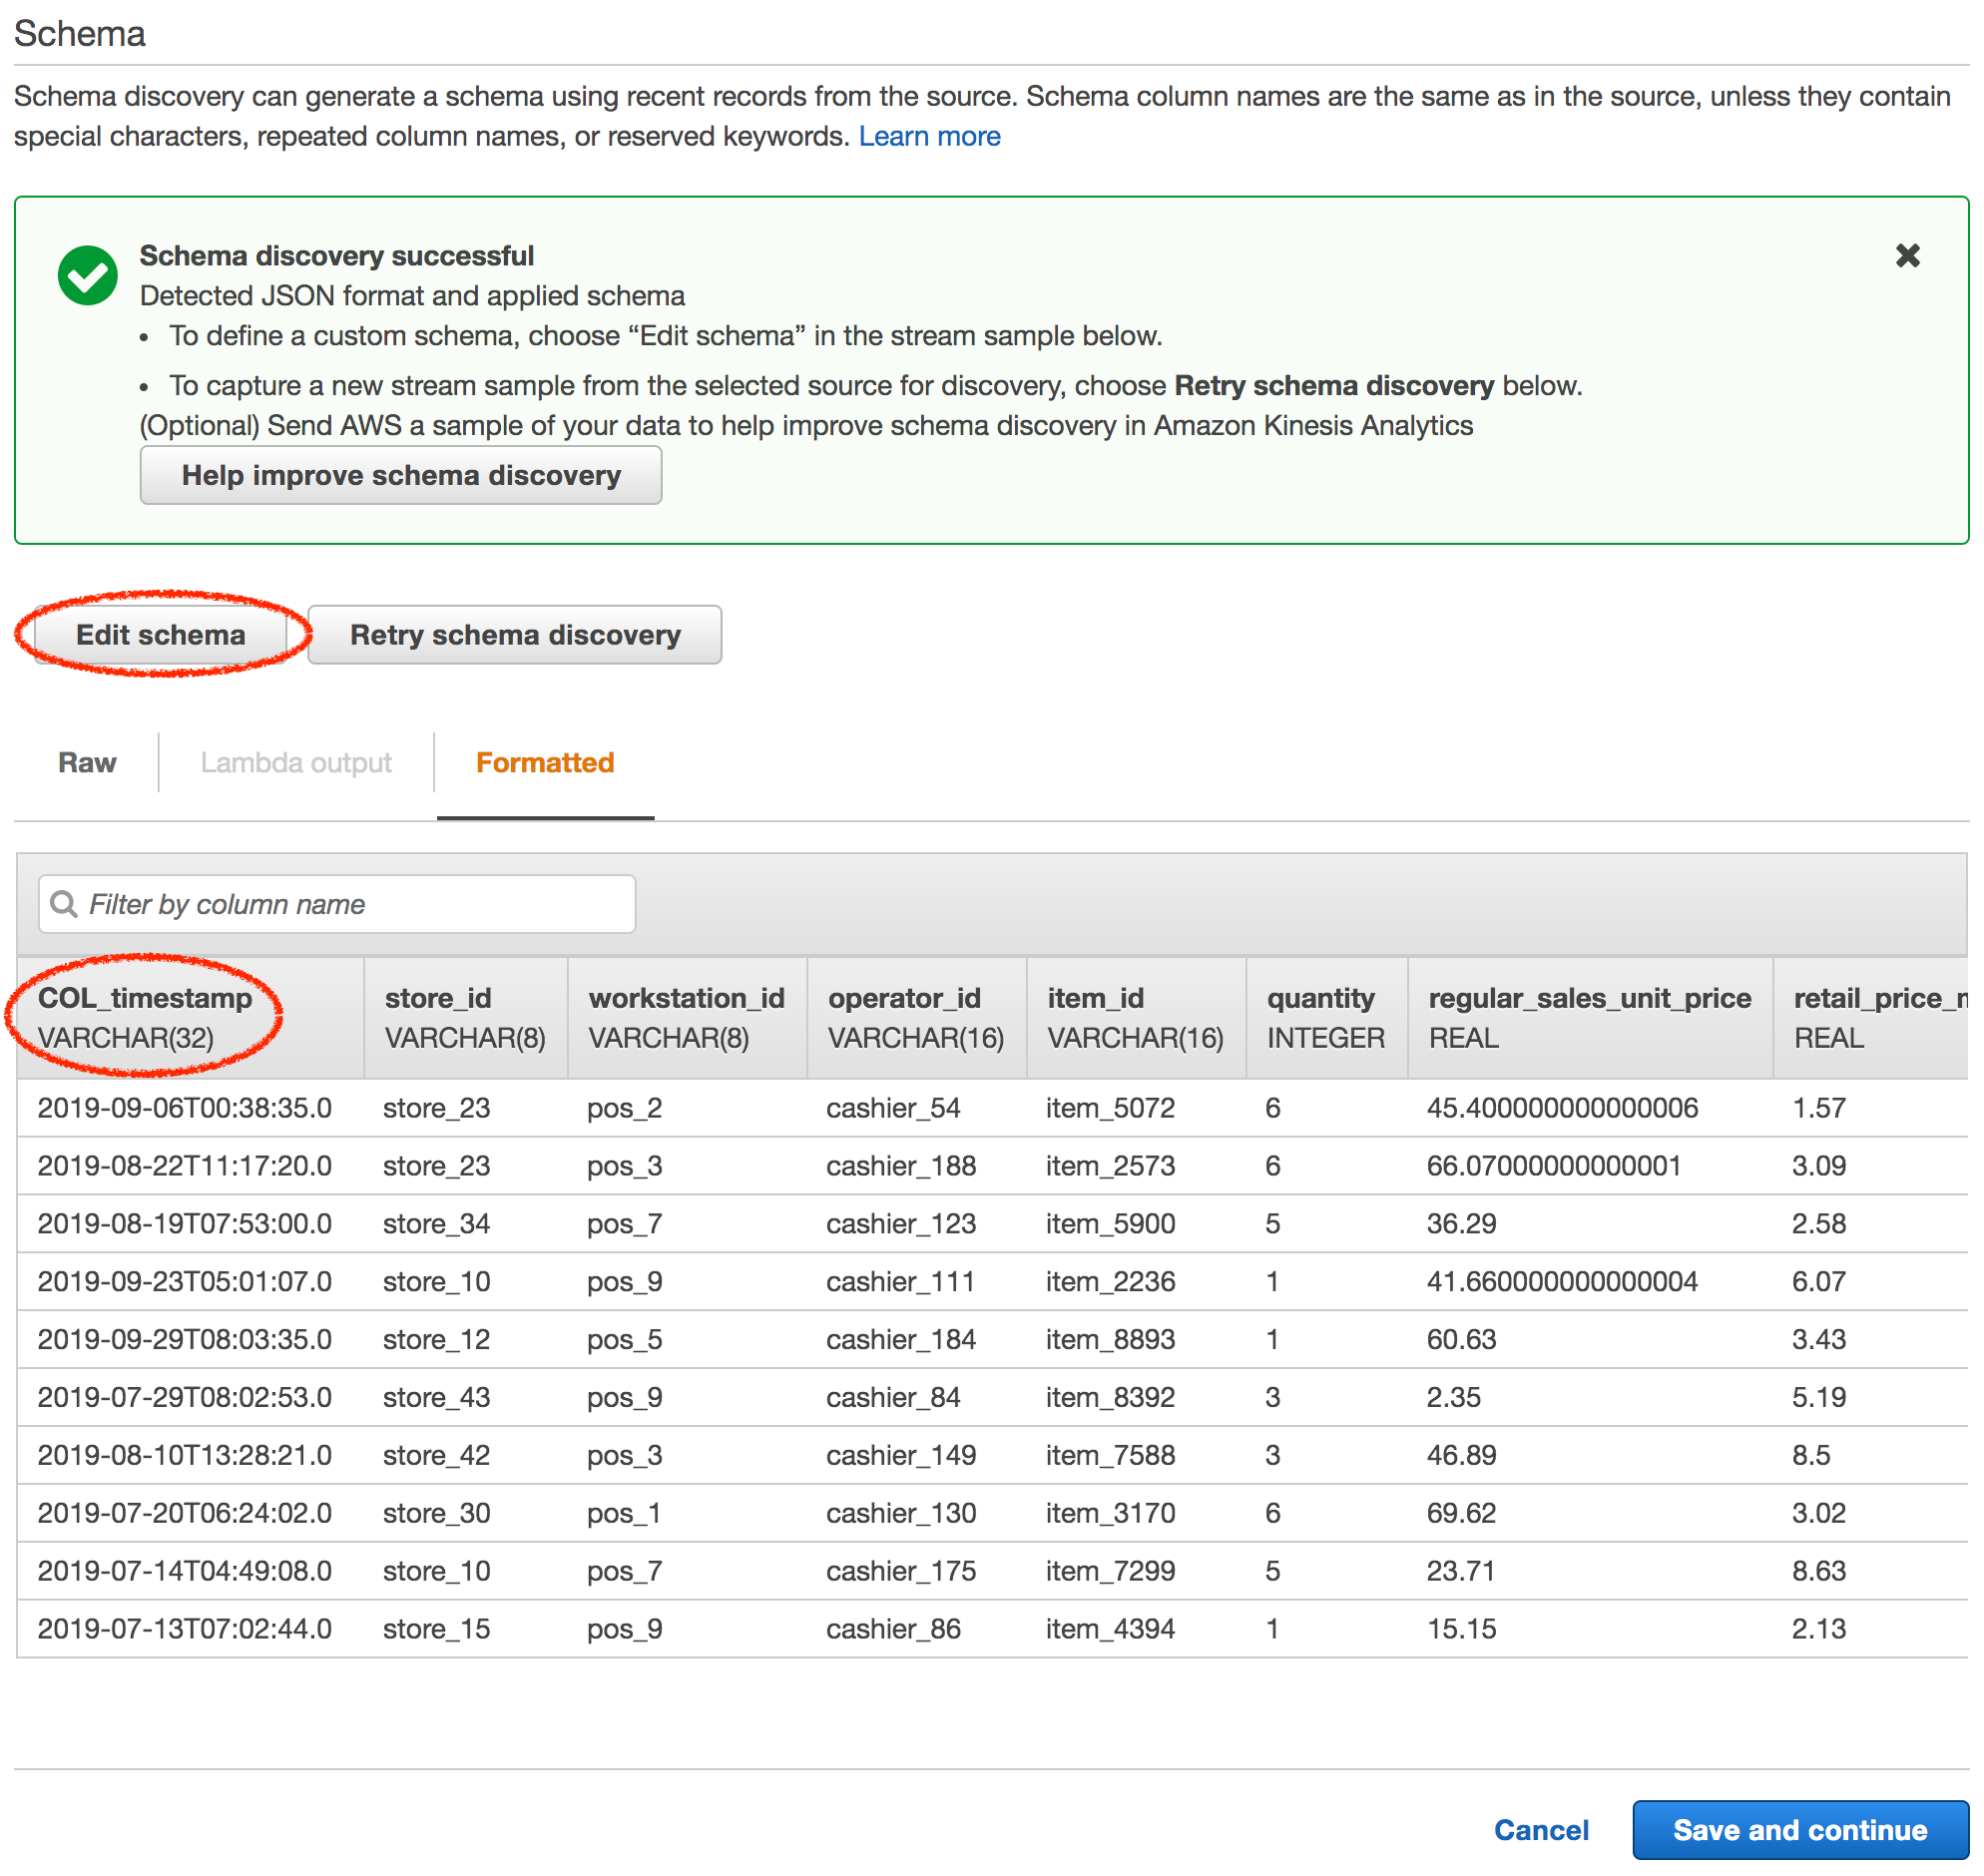 Schema
Schema discovery can generate a schema using recent records from the source. Schema column names are the same as in the source, unless they contain
special characters, repeated column names, or reserved keywords. Learn more
Schema discovery successful
Detected JSON format and applied schema
• To define a custom schema, choose “Edit schema” in the stream sample below.
• To capture a new stream sample from the selected source for discovery, choose Retry schema discovery below.
(Optional) Send AWS a sample of your data to help improve schema discovery in Amazon Kinesis Analytics
Help improve schema discovery
Edit schema Retry schema discovery
Raw Lambda output Formatted
Filter by column name
COL_timestamp store_id workstation_id operator_id item_id quantity regular_sales_unit_price retail_price_
VARCHAR(32) VARCHAR(8) VARCHAR(8) VARCHAR(16) VARCHAR(16) INTEGER REAL REAL
2019-09-06T00:38:35.0 store_23 pos_2 cashier_54 item_5072 6 45.400000000000006 1.57
2019-08-22T11:17:20.0 store_23 pos_3 cashier_188 item_2573 6 66.07000000000001 3.09
2019-08-19T07:53:00.0 store_34 pos_7 cashier_123 item_5900 5 36.29 2.58
2019-09-23T05:01:07.0 store_10 pos_9 cashier_111 item_2236 1 41.660000000000004 6.07
2019-09-29T08:03:35.0 store_12 pos_5 cashier_184 item_8893 1 60.63 3.43
2019-07-29T08:02:53.0 store_43 pos_9 cashier_84 item_8392 3 2.35 5.19
2019-08-10T13:28:21.0 store_42 pos_3 cashier_149 item_7588 3 46.89 8.5
2019-07-20T06:24:02.0 store_30 pos_1 cashier_130 item_3170 6 69.62 3.02
2019-07-14T04:49:08.0 store_10 pos_7 cashier_175 item_7299 5 23.71 8.63
2019-07-13T07:02:44.0 store_15 pos_9 cashier_86 item_4394 1 15.15 2.13
Cancel Save and continue